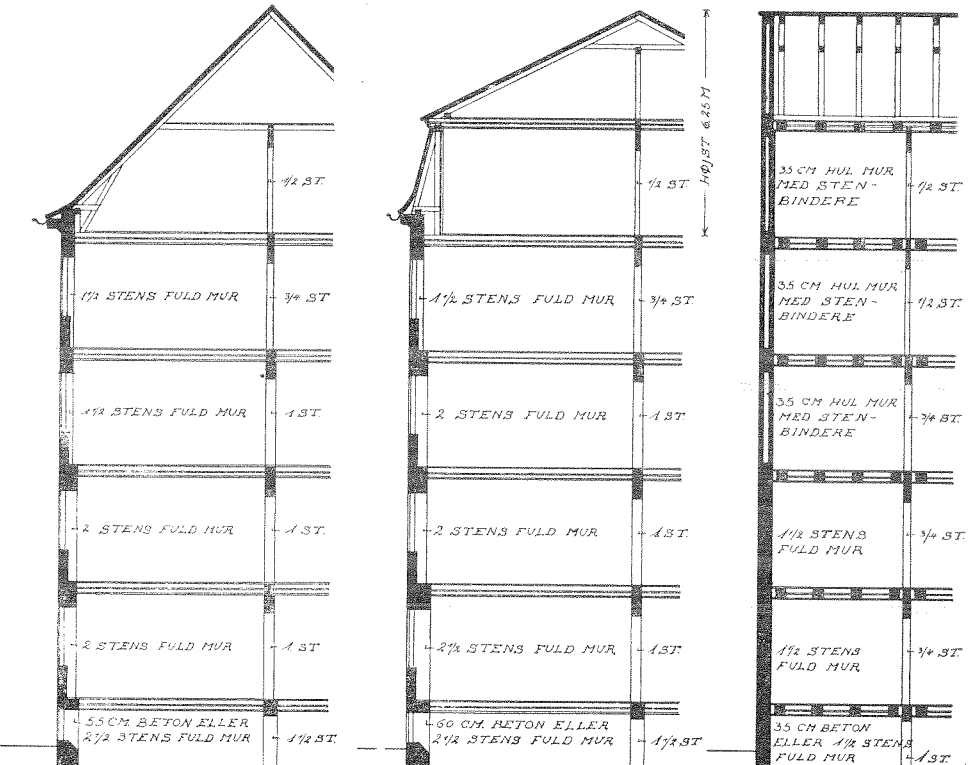 1/2 ST.
1 1/2 STENS FULD MUR
3/4 ST
1 1/2 STENS FULD MUR
1 ST.
2 STENS FULD MUR
1 ST.
2 STENS FULD MUR
1 ST
55 CM. BETON ELLER
2 1/2 STENS FULD MUR
1 1/2 ST.
HØJST 6.25 M
1/2 ST.
1 1/2 STENS FULD MUR
3/4 ST.
2 STENS FULD MUR
1 ST
2 STENS FULD MUR
1 ST.
2 1/2 STENS FULD MUR
1 ST.
60 CM. BETON ELLER
2 1/2 STENS FULD MUR
1 1/2 ST
35 CM HUL MUR
MED STEN-
BINDERE
1/2 ST.
35 CM HUL MUR
MED STEN-
BINDERE
1/2 ST.
35 CM HUL MUR
MED STEN-
BINDERE
3/4 ST.
1 1/2 STENS
FULD MUR
3/4 ST.
1 1/2 STENS
FULD MUR
3/4 ST.
35 CM BETON
ELLER 1 1/2 STENS
FULD MUR
1 ST.